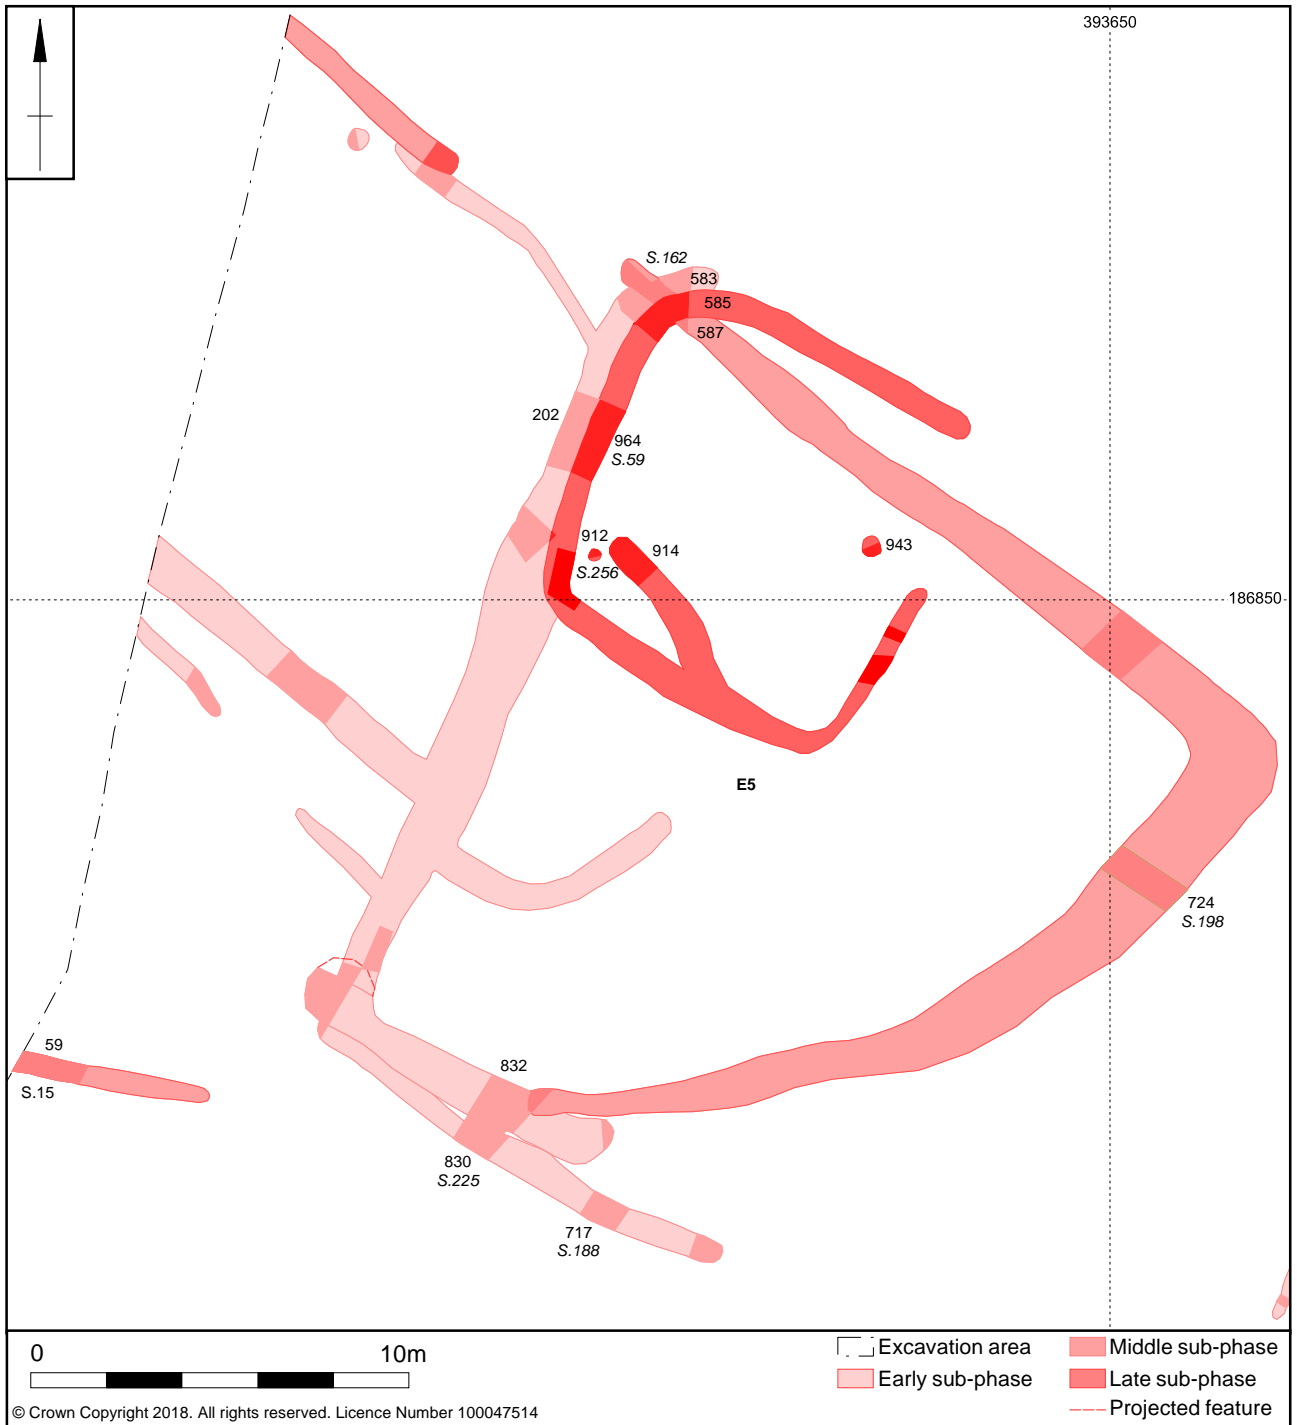 393650
S.162
583
585
587
202
964
S.59
912
914
943
S.256
186850
E5
724
S.198
59
S.15
832
830
S.225
717
S.188
0 10m
Excavation area
Middle sub-phase
Early sub-phase
Late sub-phase
Projected feature
© Crown Copyright 2018. All rights reserved. Licence Number 100047514